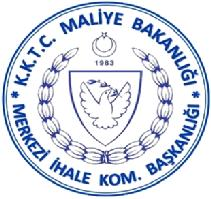 * K.K.T.C. MALİYE BAKANLIĞI *
MERKEZİ İHALE KOM. BAŞKANLIĞI
1983